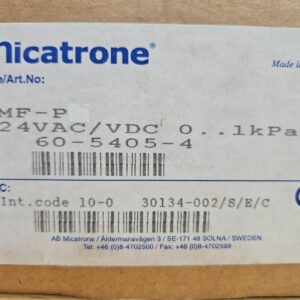 Micatrone®
Made in
e/Art.No:
MF-P
24VAC/VDC 0..1kPa
60-5405-4
C:
Int.code 10-0 30134-002/S/E/C
AB Micatrone / Åldermansvägen 3 / SE-171 48 SOLNA / SWEDEN
Tel: +46 (0)8-4702500 / Fax: +46 (0)8-4702599